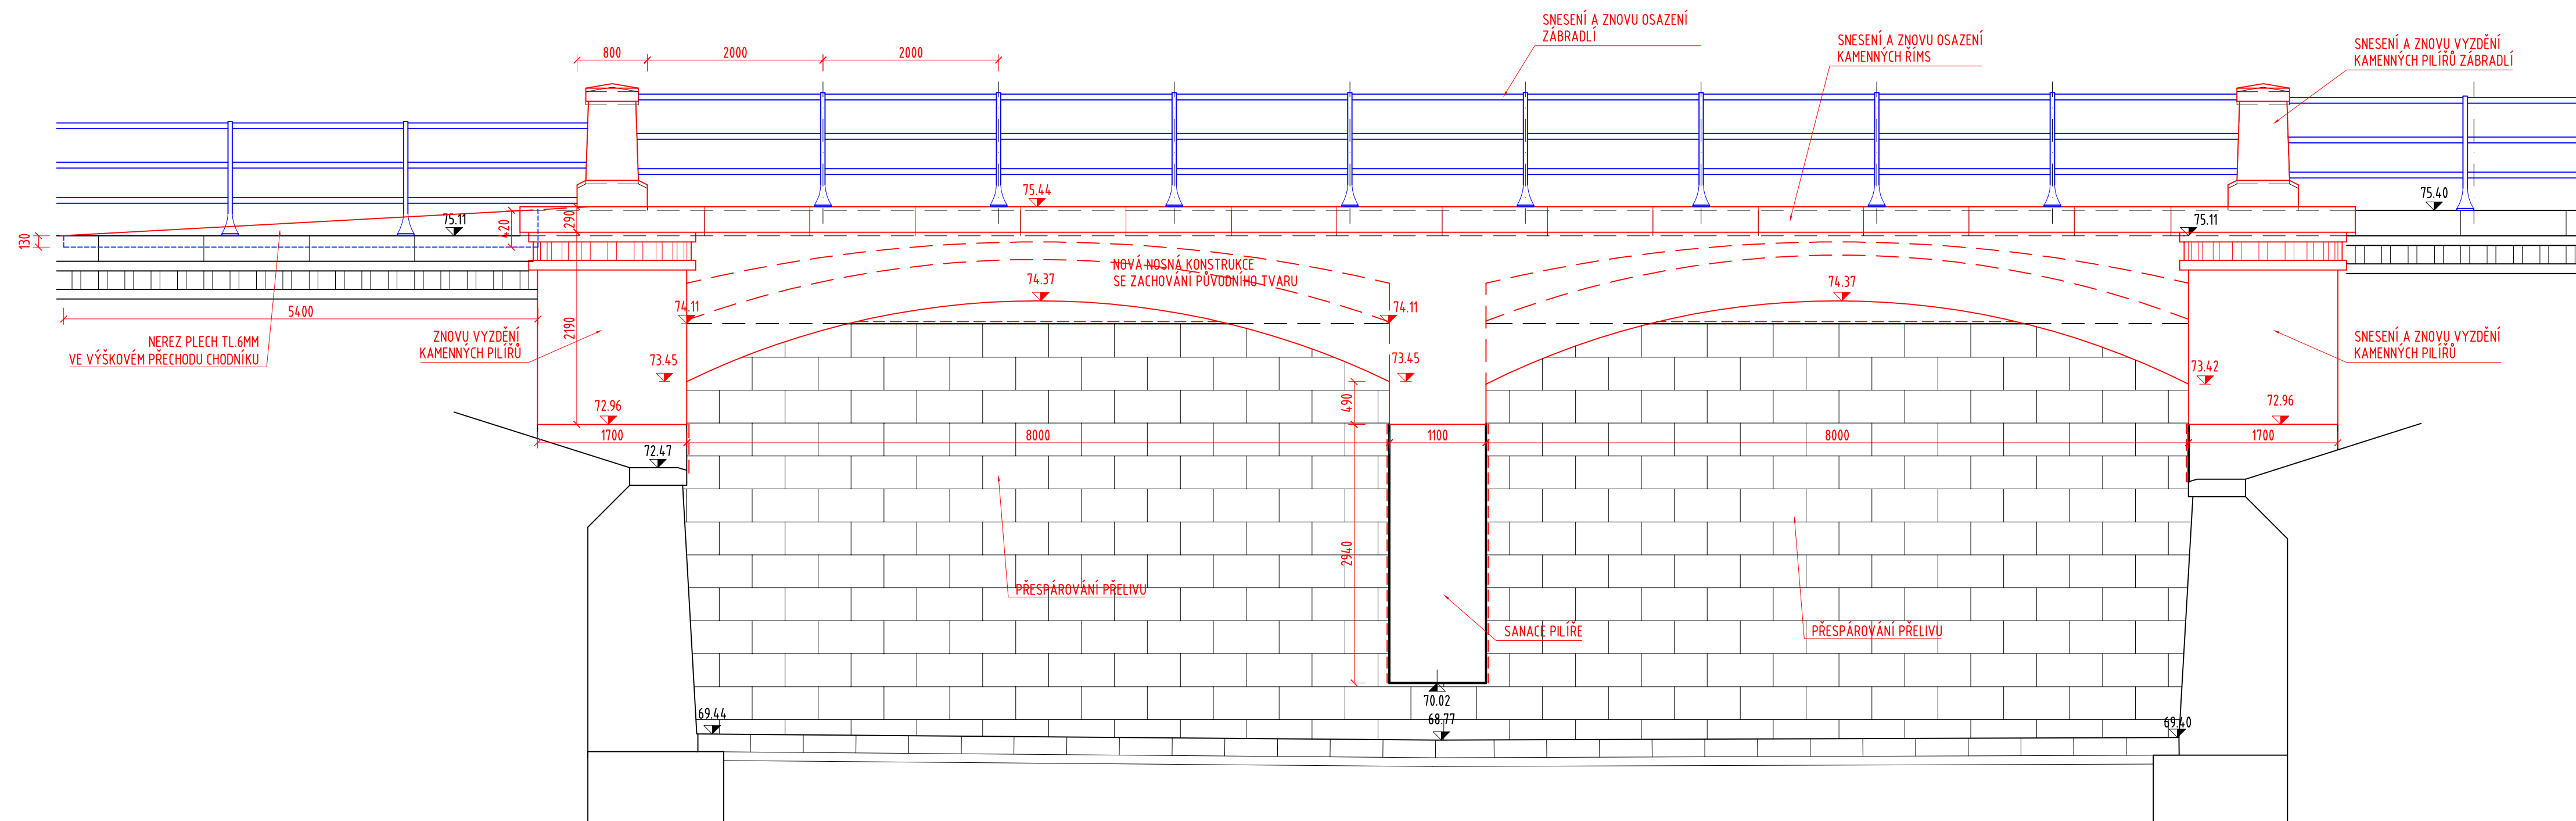 SNESENÍ A ZNOVU OSAZENÍ
ZÁBRADLÍ
SNESENÍ A ZNOVU OSAZENÍ
KAMENNÝCH ŘÍMS
SNESENÍ A ZNOVU VYZDĚNÍ
KAMENNÝCH PILÍŘŮ ZÁBRADLÍ
800
2000
2000
75.44
75.40
75.11
75.11
130
420
290
NOVÁ NOSNÁ KONSTRUKCE
SE ZACHOVÁNÍ PŮVODNÍHO TVARU
74.37
74.37
74.11
74.11
5400
2190
NEREZ PLECH TL.6MM
VE VÝŠKOVÉM PŘECHODU CHODNÍKU
ZNOVU VYZDĚNÍ
KAMENNÝCH PILÍŘŮ
SNESENÍ A ZNOVU VYZDĚNÍ
KAMENNÝCH PILÍŘŮ
73.45
73.45
73.42
72.96
72.96
490
1700
8000
1100
8000
1700
72.47
2940
PŘESPÁROVÁNÍ PŘELIVU
SANACE PILÍŘE
PŘESPÁROVÁNÍ PŘELIVU
70.02
69.44
68.77
69.40